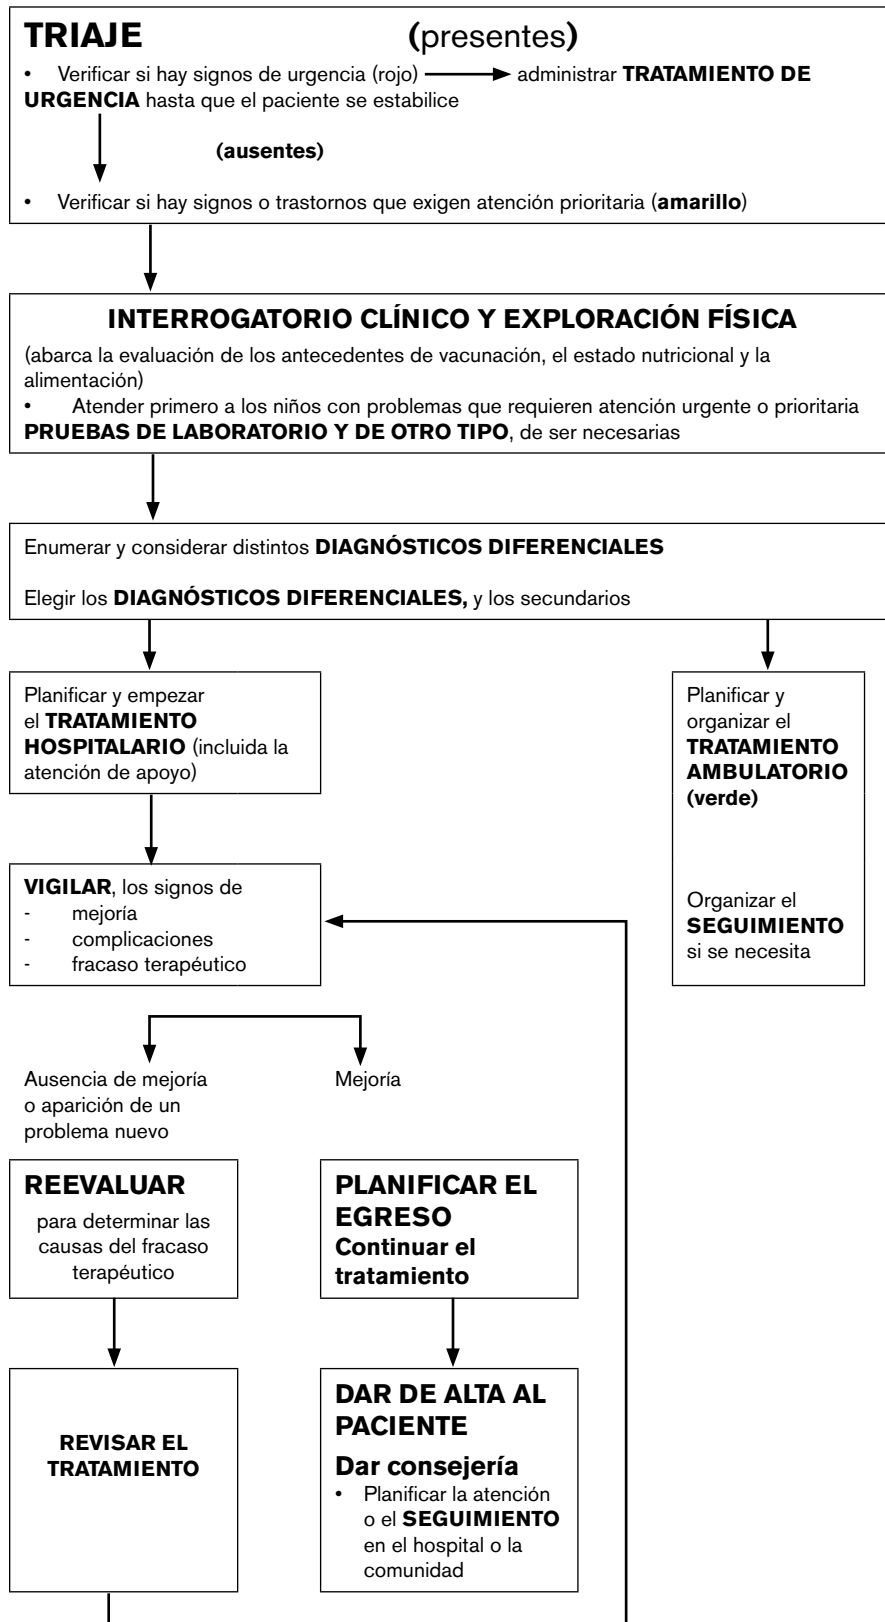 TRIAJE (presentes)
• Verificar si hay signos de urgencia (rojo) administrar TRATAMIENTO DE
URGENCIA hasta que el paciente se estabilice
(ausentes)
• Verificar si hay signos o trastornos que exigen atención prioritaria (amarillo)
INTERROGATORIO CLÍNICO Y EXPLORACIÓN FÍSICA
(abarca la evaluación de los antecedentes de vacunación, el estado nutricional y la
alimentación)
• Atender primero a los niños con problemas que requieren atención urgente o prioritaria
PRUEBAS DE LABORATORIO Y DE OTRO TIPO, de ser necesarias
Enumerar y considerar distintos DIAGNÓSTICOS DIFERENCIALES
Elegir los DIAGNÓSTICOS DIFERENCIALES, y los secundarios
Planificar y empezar
el TRATAMIENTO
HOSPITALARIO (incluida la
atención de apoyo)
Planificar y
organizar el
TRATAMIENTO
AMBULATORIO
(verde)
Organizar el
SEGUIMIENTO
si se necesita
VIGILAR, los signos de
- mejoría
- complicaciones
- fracaso terapéutico
Ausencia de mejoría
o aparición de un
problema nuevo
Mejoría
REEVALUAR
para determinar las
causas del fracaso
terapéutico
PLANIFICAR EL
EGRESO
Continuar el
tratamiento
REVISAR EL
TRATAMIENTO
DAR DE ALTA AL
PACIENTE
Dar consejería
• Planificar la atención
o el SEGUIMIENTO
en el hospital o la
comunidad